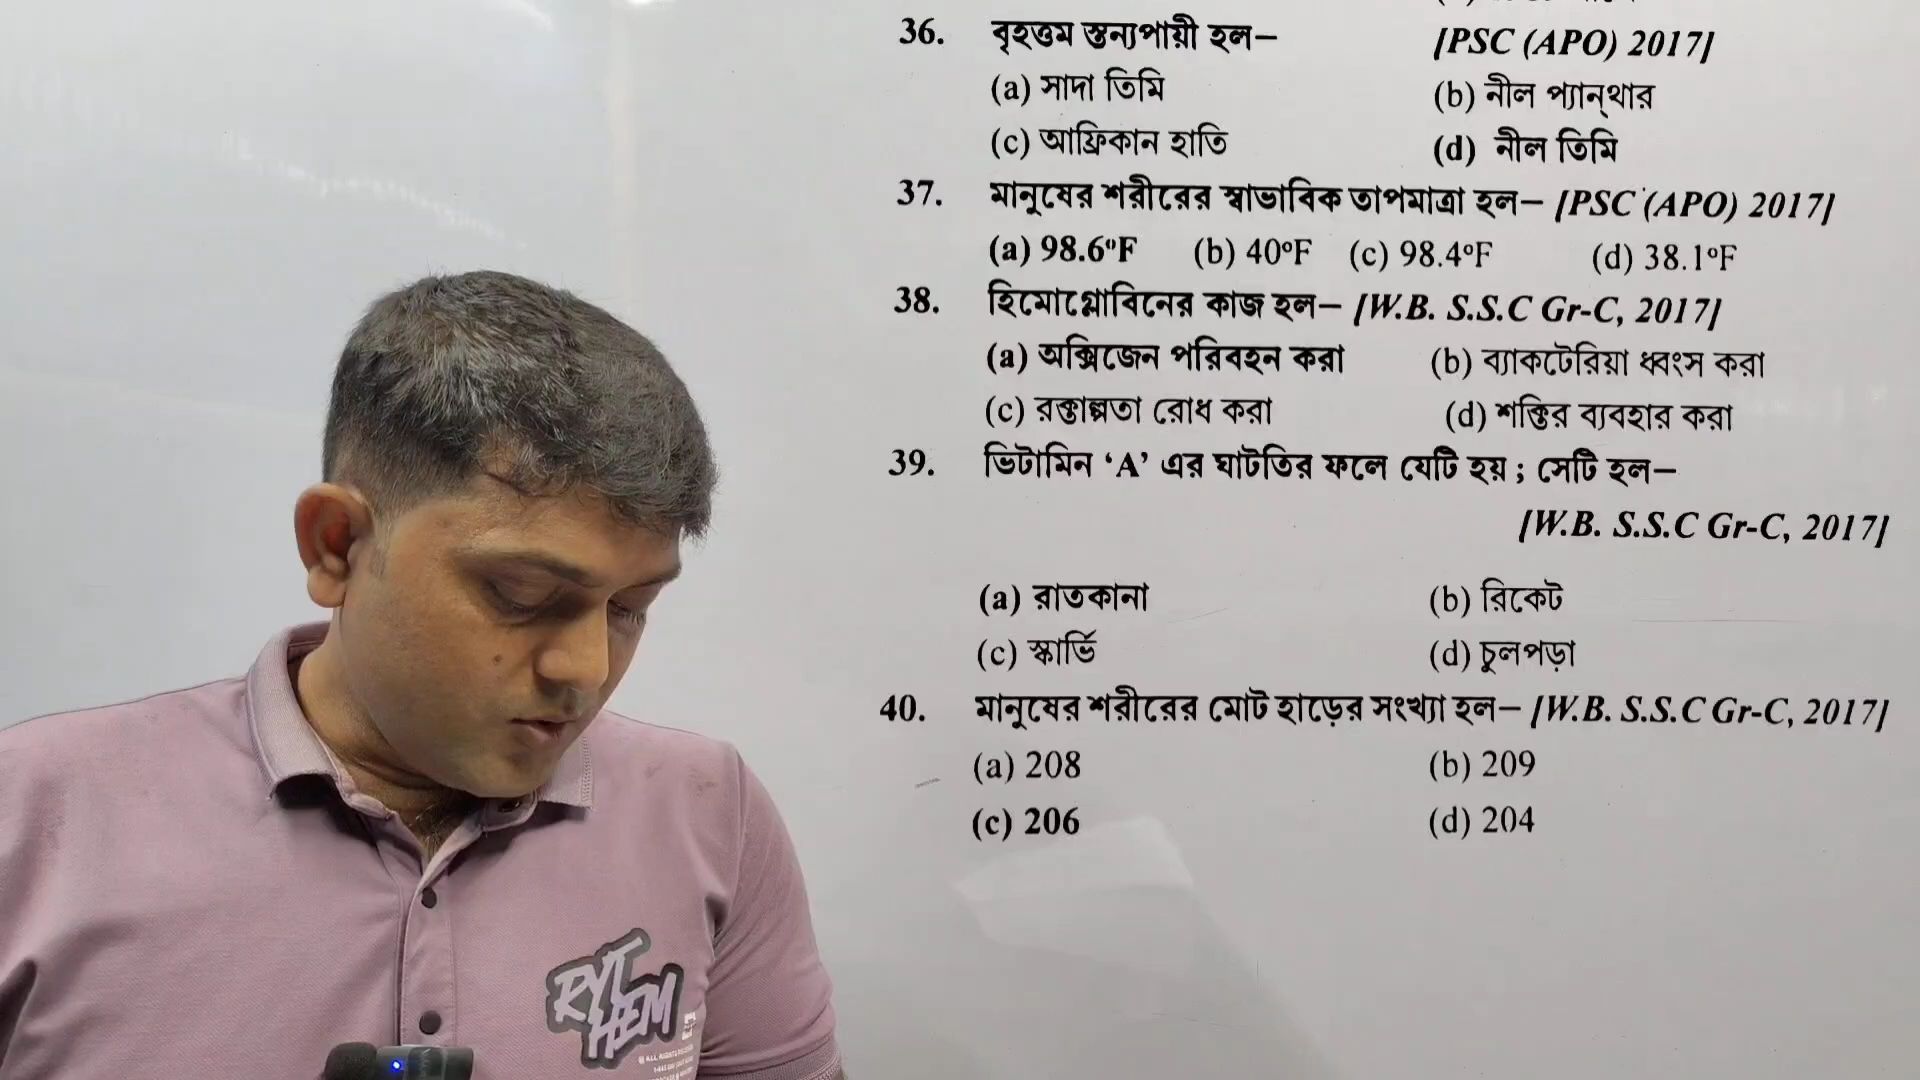 36. বৃহত্তম স্তন্যপায়ী হল– [PSC (APO) 2017]
(a) সাদা তিমি (b) নীল প্যান্‌থার
(c) আফ্রিকান হাতি (d) নীল তিমি
37. মানুষের শরীরের স্বাভাবিক তাপমাত্রা হল– [PSC (APO) 2017]
(a) 98.6°F (b) 40°F (c) 98.4°F (d) 38.1°F
38. হিমোগ্লোবিনের কাজ হল– [W.B. S.S.C Gr-C, 2017]
(a) অক্সিজেন পরিবহন করা (b) ব্যাকটেরিয়া ধ্বংস করা
(c) রক্তাল্পতা রোধ করা (d) শক্তির ব্যবহার করা
39. ভিটামিন ‘A’ এর ঘাটতির ফলে যেটি হয় ; সেটি হল–
[W.B. S.S.C Gr-C, 2017]
(a) রাতকানা (b) রিকেট
(c) স্কার্ভি (d) চুলপড়া
40. মানুষের শরীরের মোট হাড়ের সংখ্যা হল– [W.B. S.S.C Gr-C, 2017]
(a) 208 (b) 209
(c) 206 (d) 204
RYT
HEM